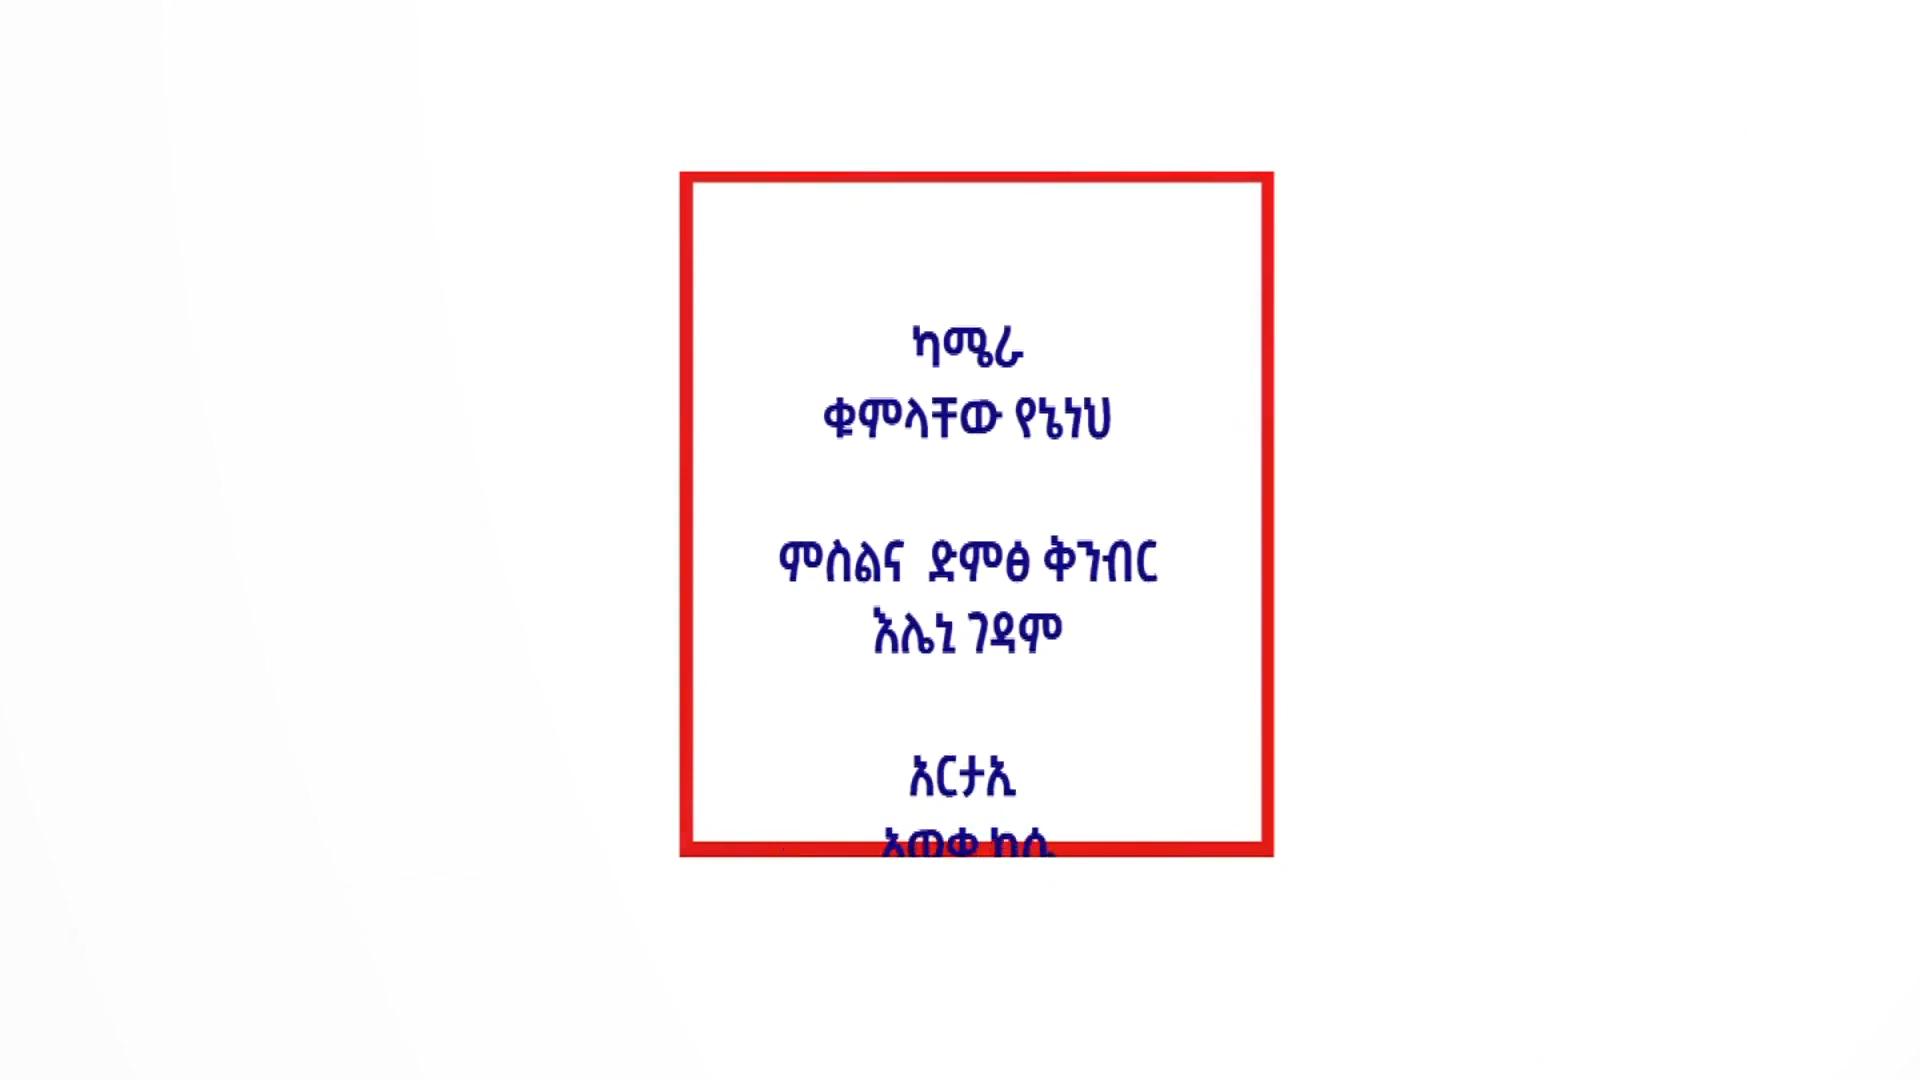 ካሜራ
ቁምላቸው የኔነህ
ምስልና ድምፅ ቅንብር
እሌኒ ገዳም
አርታኢ